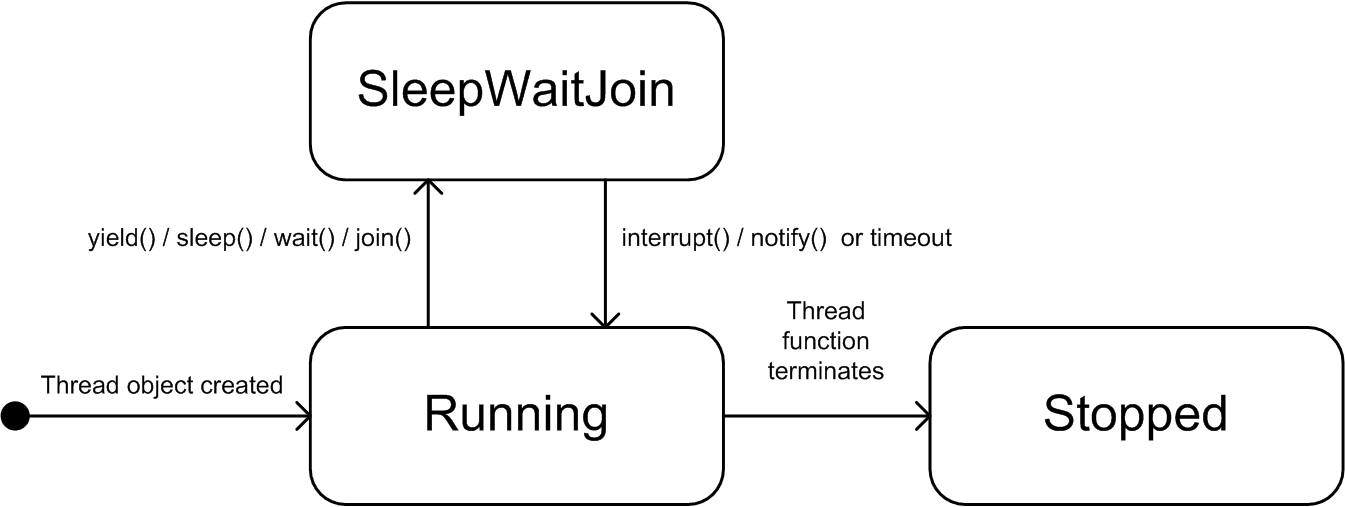 SleepWaitJoin
yield() / sleep() / wait() / join()
interrupt() / notify()  or timeout
Thread
function
terminates
Thread object created
Running
Stopped